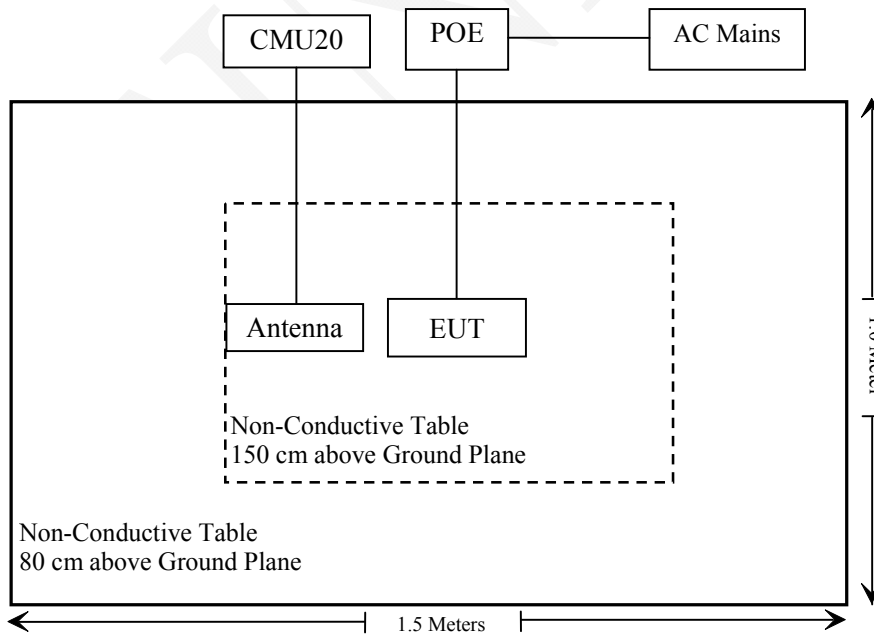 CMU20
POE
AC Mains
Antenna
EUT
Non-Conductive Table
150 cm above Ground Plane
Non-Conductive Table
80 cm above Ground Plane
1.5 Meters
Meter